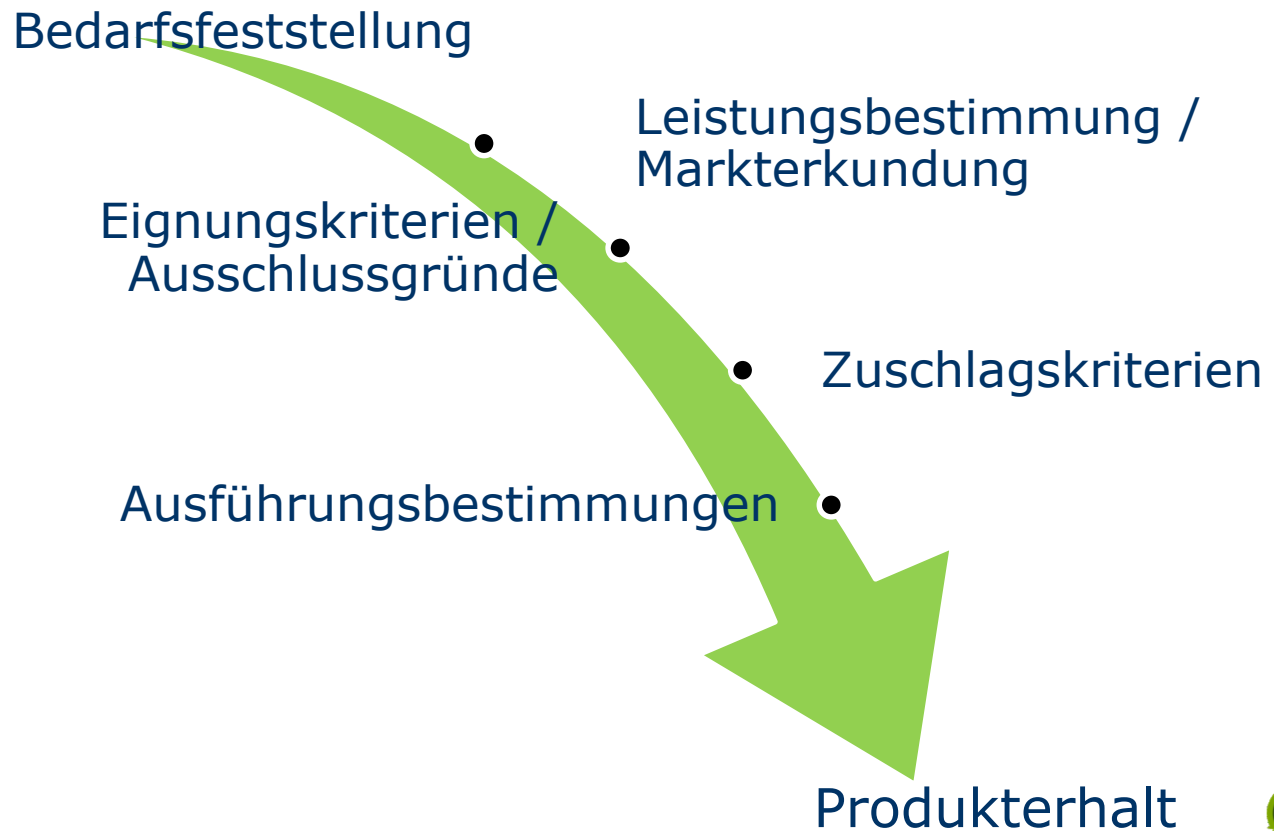 Bedarfsfeststellung
Leistungsbestimmung /
Markterkundung
Eignungskriterien /
Ausschlussgründe
Zuschlagskriterien
Ausführungsbestimmungen
Produkterhalt